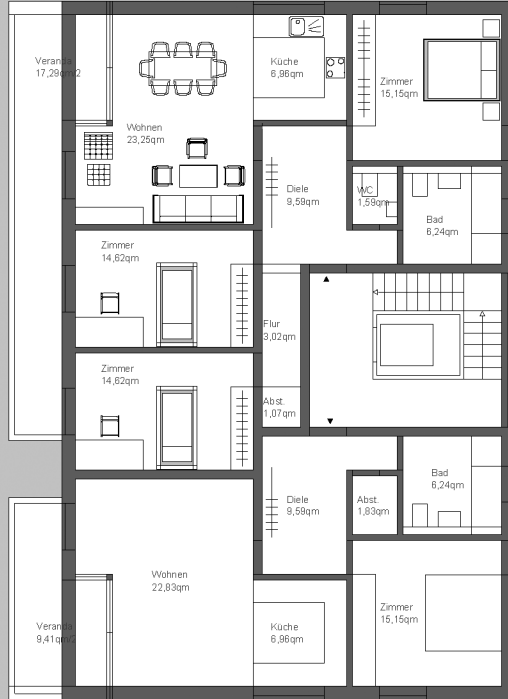 Veranda
17,29qm/2
Küche
6,96qm
Zimmer
15,15qm
Wohnen
23,25qm
Diele
9,59qm
WC
1,59qm
Bad
6,24qm
Zimmer
14,62qm
Flur
3,02qm
Zimmer
14,62qm
Abst.
1,07qm
Diele
9,59qm
Abst.
1,83qm
Bad
6,24qm
Wohnen
22,83qm
Zimmer
15,15qm
Veranda
9,41qm/2
Küche
6,96qm